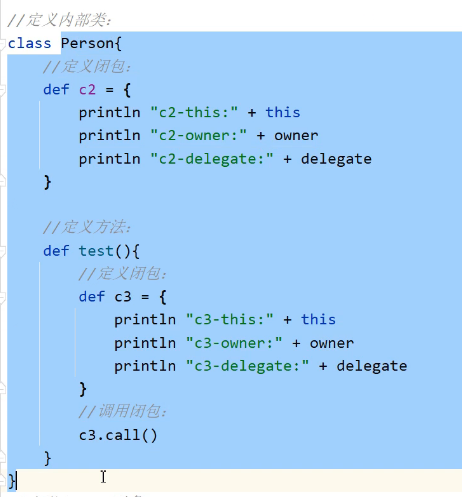 //定义内部类：
class Person{
    //定义闭包：
    def c2 = {
        println "c2-this:" + this
        println "c2-owner:" + owner
        println "c2-delegate:" + delegate
    }

    //定义方法：
    def test(){
        //定义闭包：
        def c3 = {
            println "c3-this:" + this
            println "c3-owner:" + owner
            println "c3-delegate:" + delegate
        }
        //调用闭包：
        c3.call()
    }
}